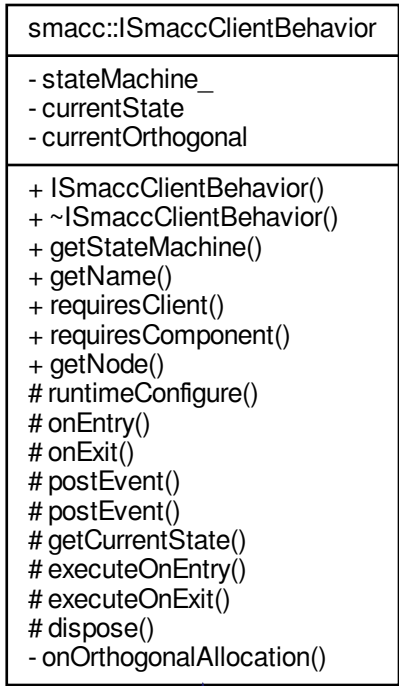 smacc::ISmaccClientBehavior
- stateMachine_
- currentState
- currentOrthogonal
+ ISmaccClientBehavior()
+ ~ISmaccClientBehavior()
+ getStateMachine()
+ getName()
+ requiresClient()
+ requiresComponent()
+ getNode()
# runtimeConfigure()
# onEntry()
# onExit()
# postEvent()
# postEvent()
# getCurrentState()
# executeOnEntry()
# executeOnExit()
# dispose()
- onOrthogonalAllocation()